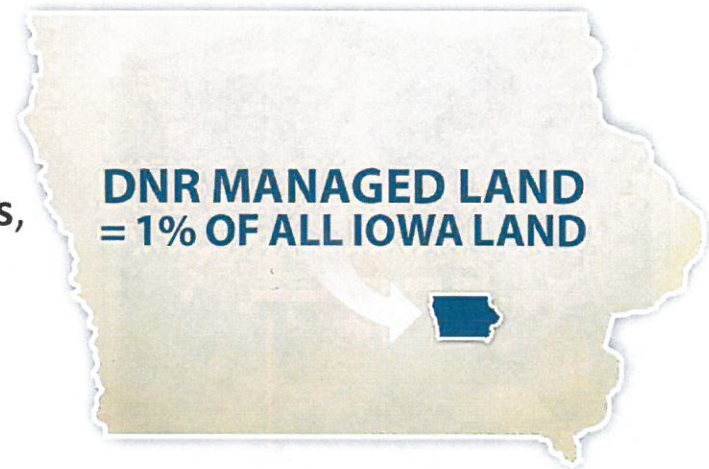 DNR MANAGED LAND
s,
= 1% OF ALL IOWA LAND